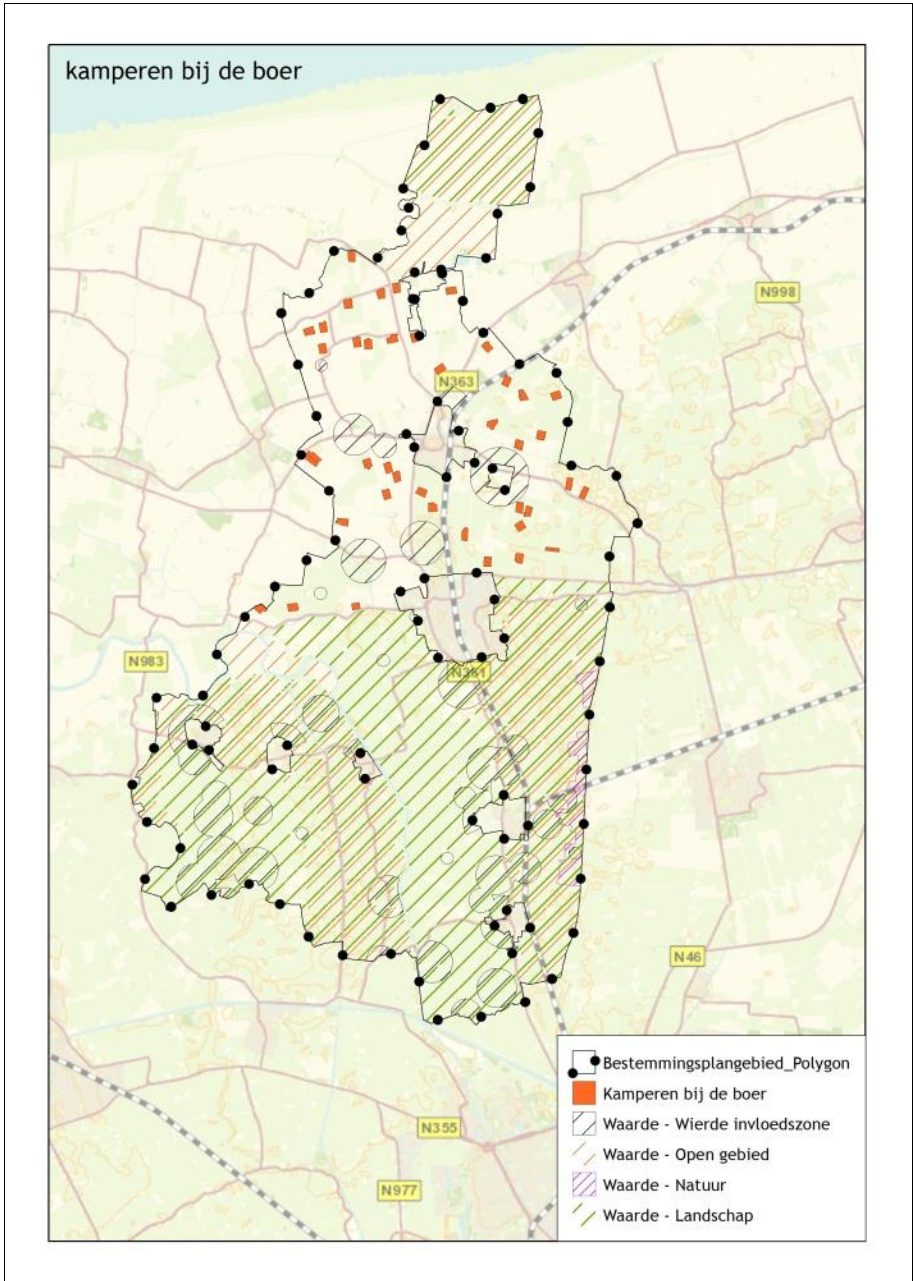 kamperen bij de boer
N998
N363
N983
N361
N46
N355
N977
Bestemmingsplangebied_Polygon
Kamperen bij de boer
Waarde - Wierde invloedszone
Waarde - Open gebied
Waarde - Natuur
Waarde - Landschap